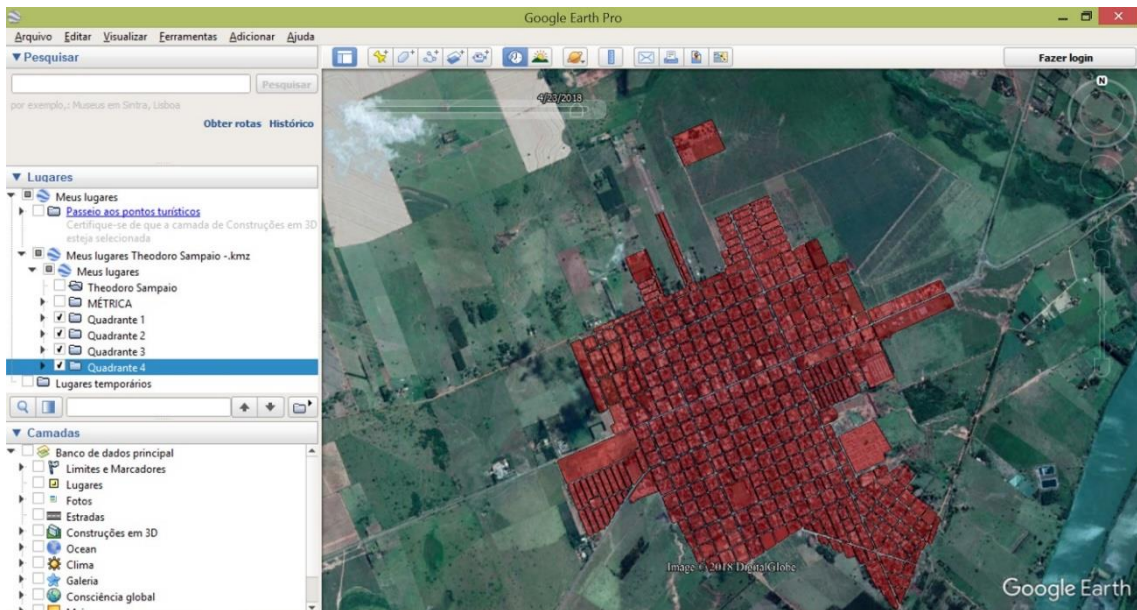 Google Earth Pro
Arquivo Editar Visualizar Ferramentas Adicionar Ajuda
Pesquisar
Pesquisar
por exemplo,: Museus em Sintra, Lisboa
Obter rotas Histórico
Lugares
Meus lugares
Passeio aos pontos turísticos
Certifique-se de que a camada de Construções em 3D
esteja selecionada
Meus lugares Theodoro Sampaio -.kmz
Meus lugares
Theodoro Sampaio
MÉTRICA
Quadrante 1
Quadrante 2
Quadrante 3
Quadrante 4
Lugares temporários
Camadas
Banco de dados principal
Limites e Marcadores
Lugares
Fotos
Estradas
Construções em 3D
Ocean
Clima
Galeria
Consciência global
Fazer login
4/23/2018
N
Image © 2018 DigitalGlobe
Google Earth